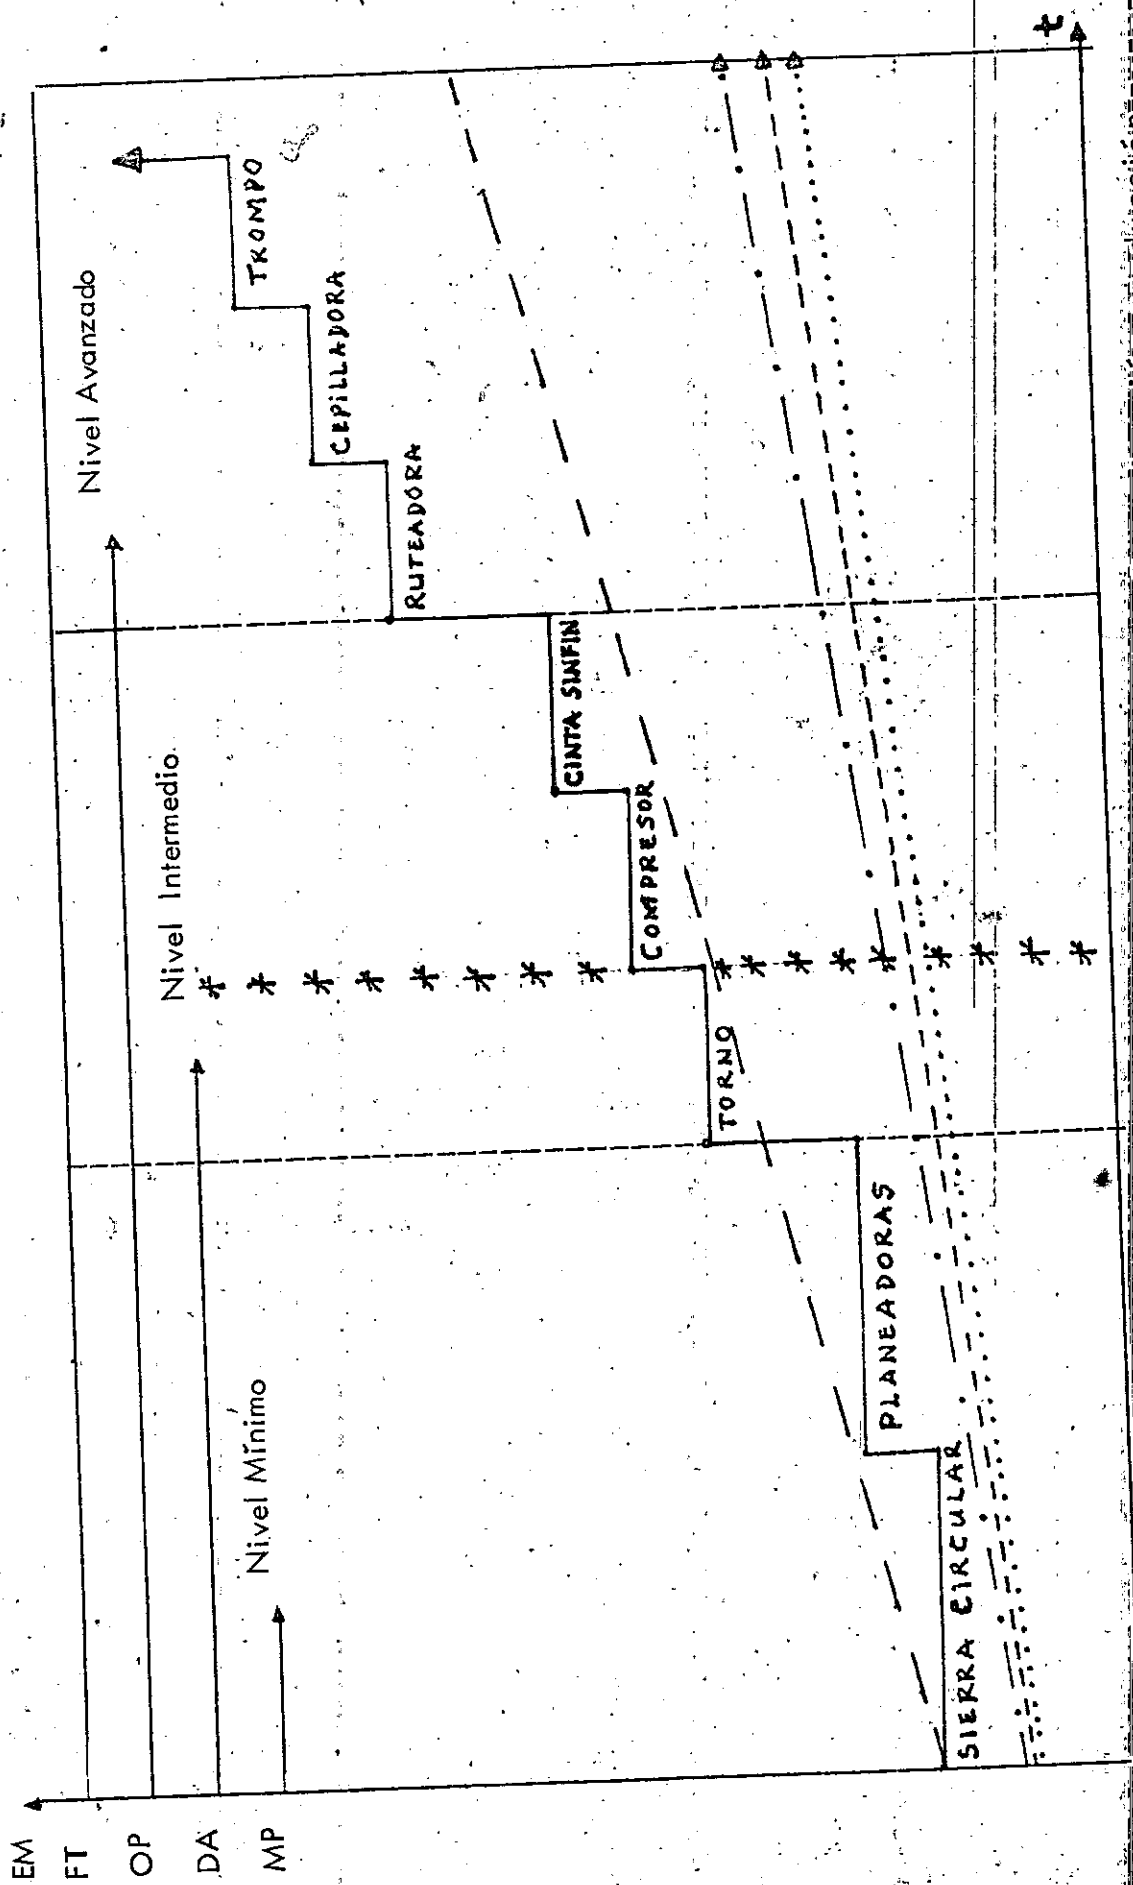 EM
FT
OP
DA
MP
Nivel Mínimo
Nivel Intermedio
Nivel Avanzado
SIERRA CIRCULAR
PLANEADORAS
TORNO
COMPRESOR
CINTA SINFIN
RUTEADORA
CEPILLADORA
TROMPO
t